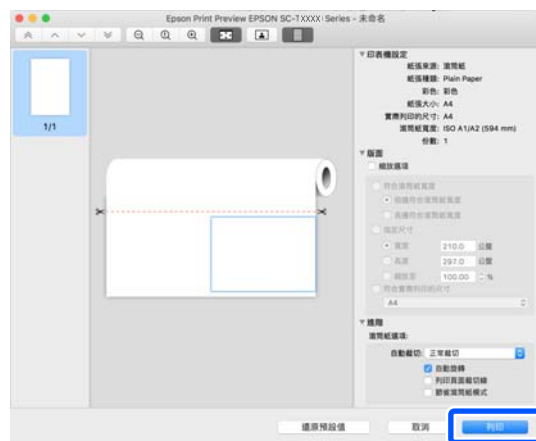 Epson Print Preview EPSON SC-TXXXX Series - 未命名
1/1
印表機設定
紙張來源: 滾筒紙
紙張種類: Plain Paper
彩色: 彩色
紙張大小: A4
實際列印的尺寸: A4
滾筒紙寬度: ISO A1/A2 (594 mm)
份數: 1
版面
縮放選項
符合滾筒紙寬度
短邊符合滾筒紙寬度
長邊符合滾筒紙寬度
指定尺寸
寬度 210.0 公釐
高度 297.0 公釐
縮放至 100.00 %
符合實際列印的尺寸
A4
進階
滾筒紙選項:
自動裁切: 正常裁切
自動旋轉
列印頁面裁切線
節省滾筒紙模式
還原預設值 取消 列印